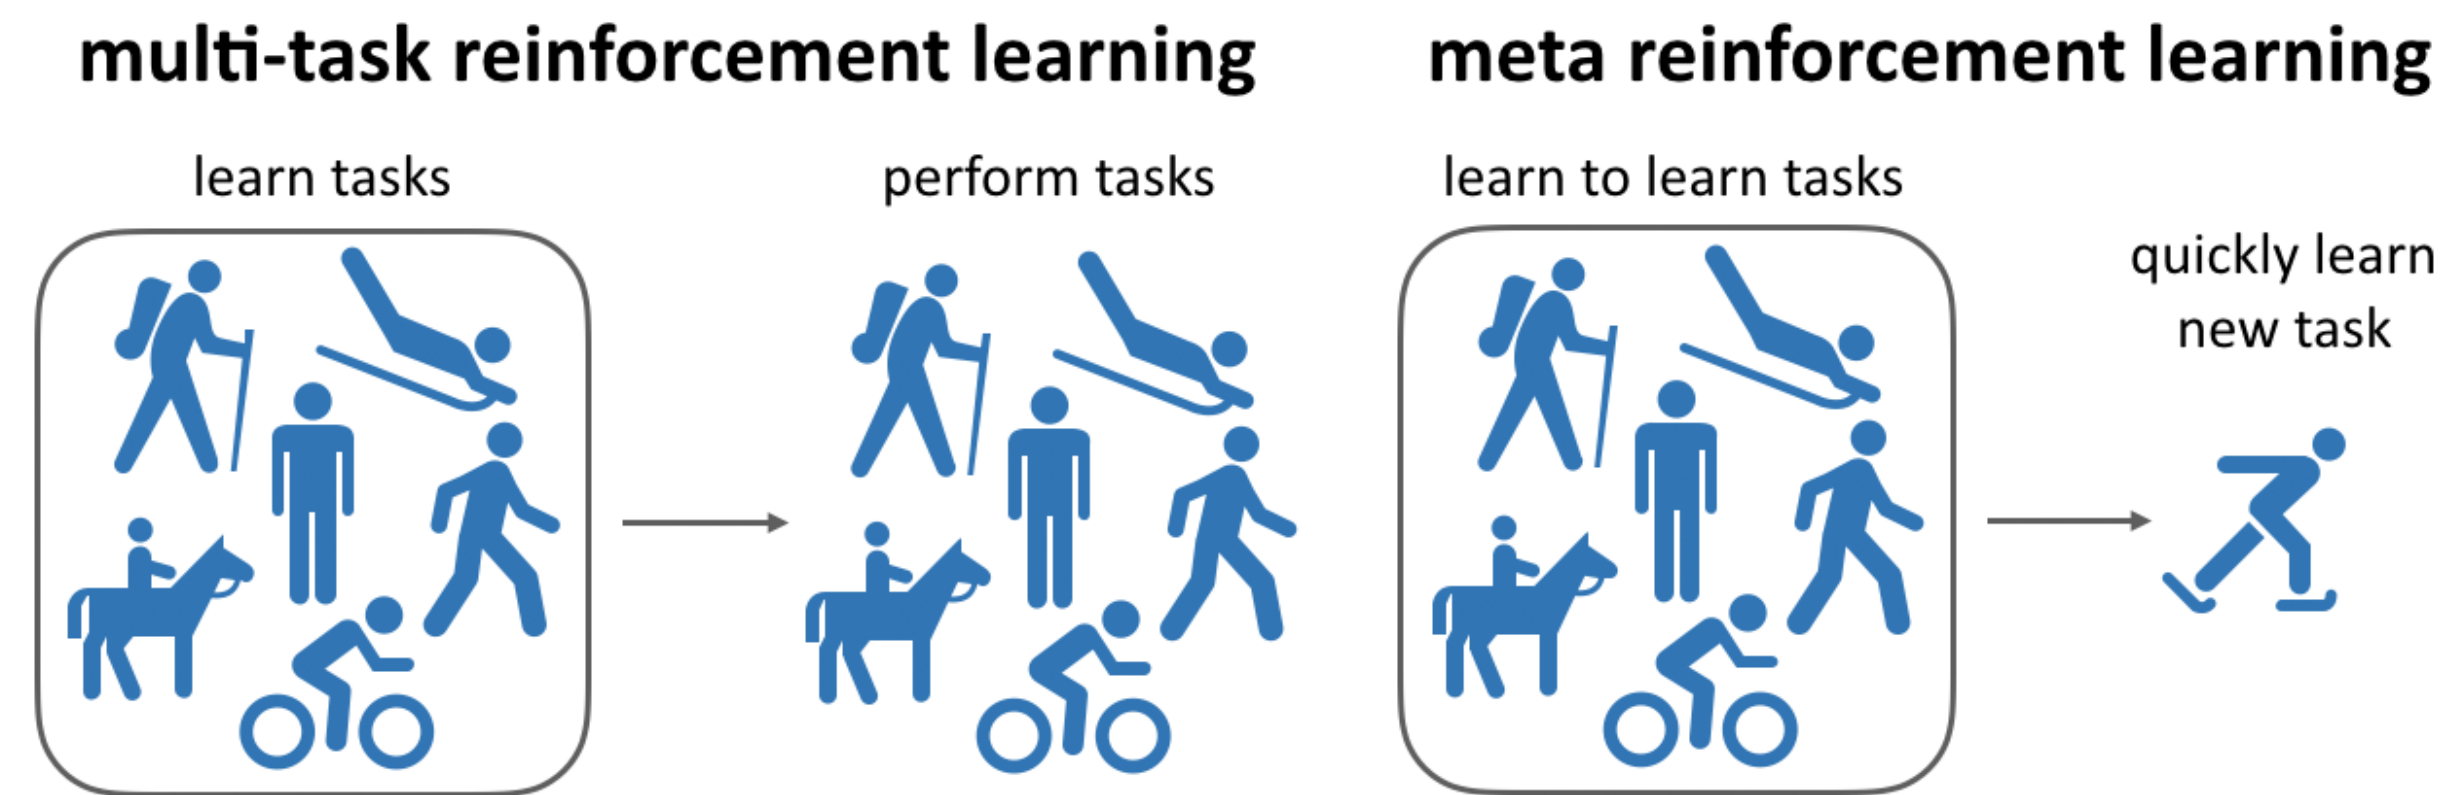 multi-task reinforcement learning
learn tasks
perform tasks
meta reinforcement learning
learn to learn tasks
quickly learn
new task